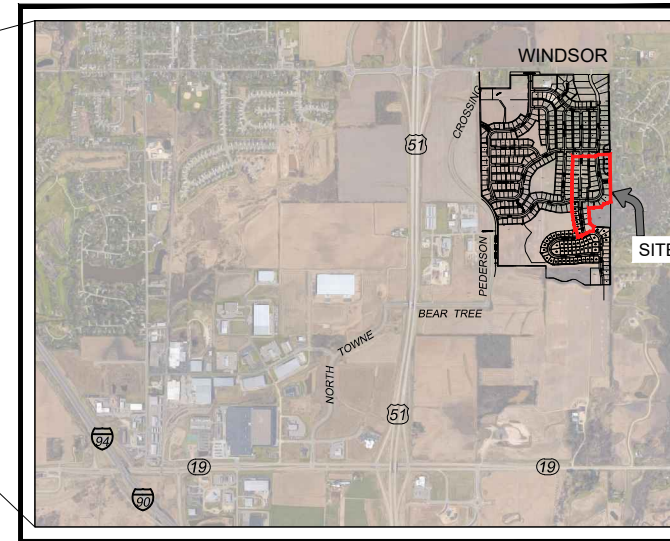 WINDSOR
CROSSING
51
SITE
PEDERSON
BEAR TREE
TOWNE
NORTH
51
94
19
19
90